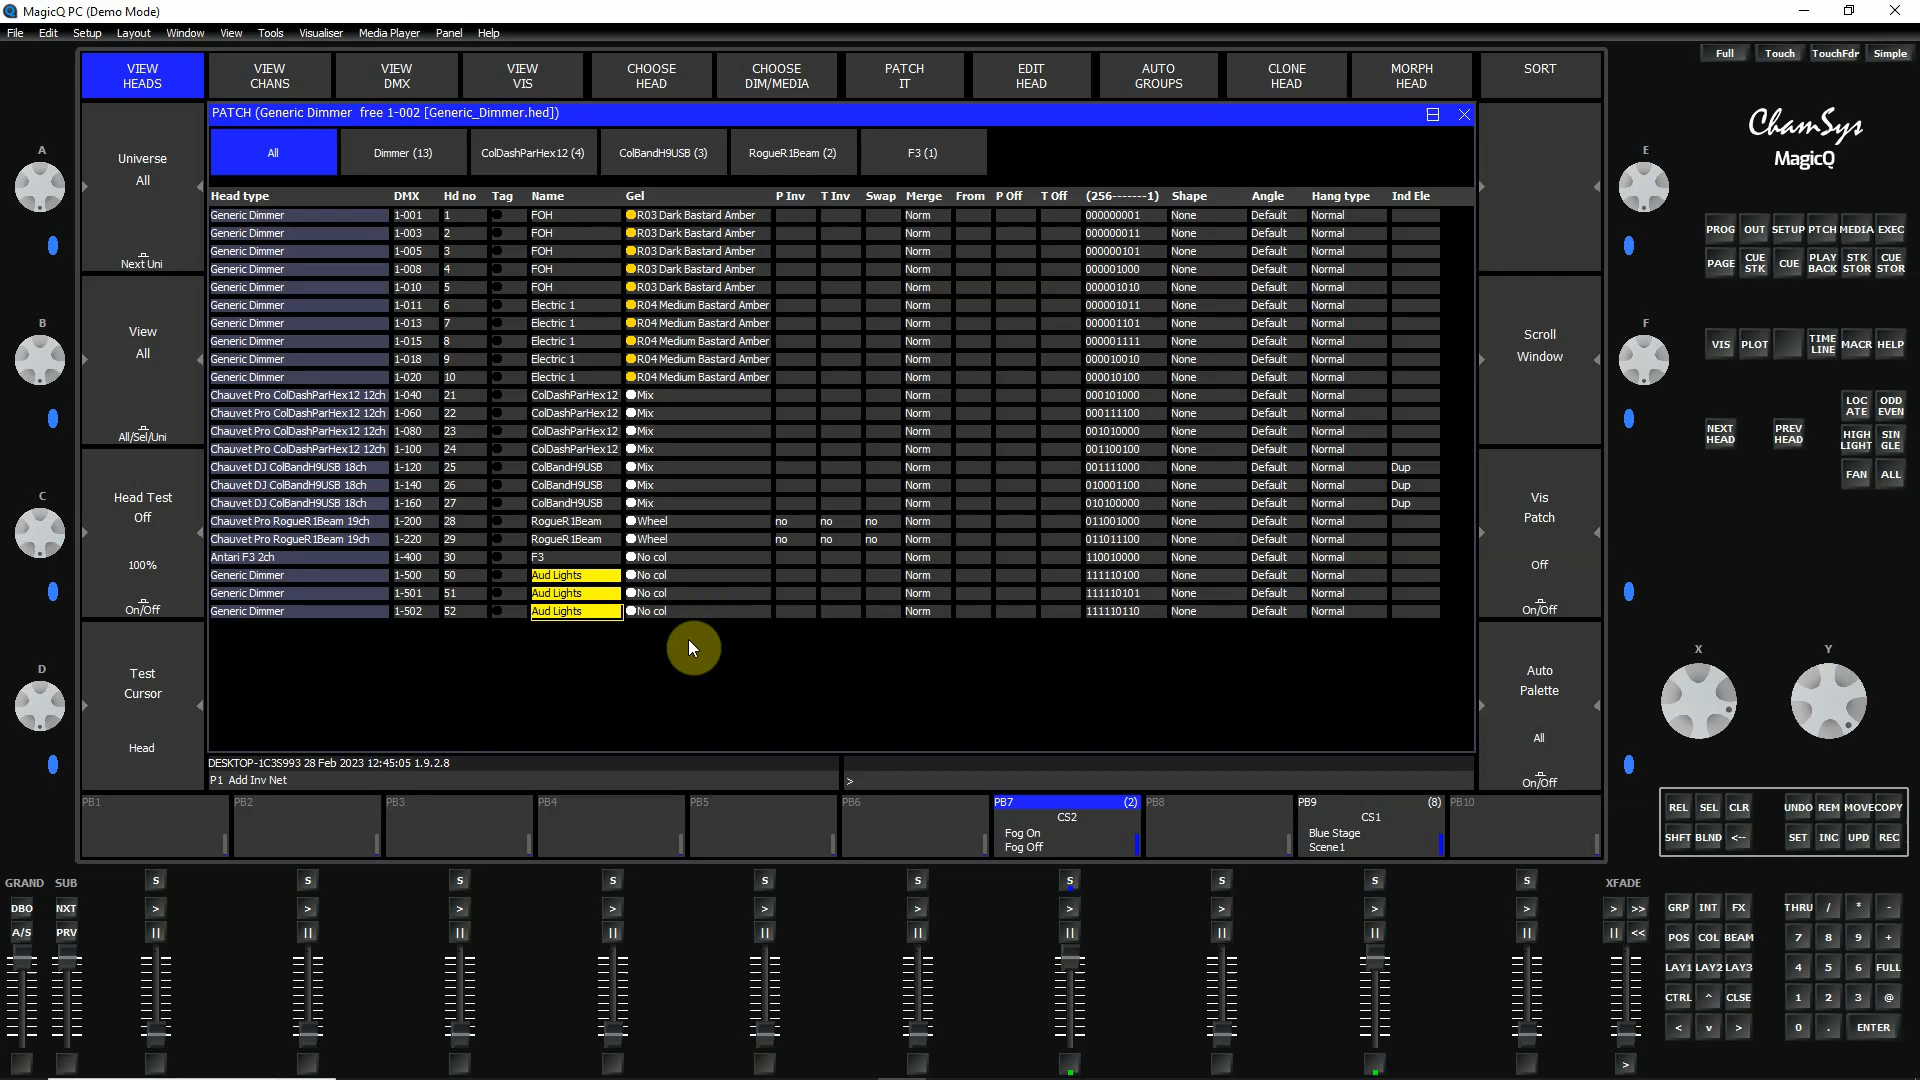 MagicQ PC (Demo Mode)
File Edit Setup Layout Window View Tools Visualiser Media Player Panel Help
Full Touch TouchFdr Simple
VIEW HEADS
VIEW CHANS
VIEW DMX
VIEW VIS
CHOOSE HEAD
CHOOSE DIM/MEDIA
PATCH IT
EDIT HEAD
AUTO GROUPS
CLONE HEAD
MORPH HEAD
SORT
PATCH (Generic Dimmer free 1-002 [Generic_Dimmer.hed])
All
Dimmer (13)
ColDashParHex12 (4)
ColBandH9USB (3)
RogueR1Beam (2)
F3 (1)
Head type DMX Hd no Tag Name Gel P Inv T Inv Swap Merge From P Off T Off (256-------1) Shape Angle Hang type Ind Ele
Generic Dimmer 1-001 1 FOH R03 Dark Bastard Amber Norm 000000001 None Default Normal
Generic Dimmer 1-003 2 FOH R03 Dark Bastard Amber Norm 000000011 None Default Normal
Generic Dimmer 1-005 3 FOH R03 Dark Bastard Amber Norm 000000101 None Default Normal
Generic Dimmer 1-008 4 FOH R03 Dark Bastard Amber Norm 000001000 None Default Normal
Generic Dimmer 1-010 5 FOH R03 Dark Bastard Amber Norm 000001010 None Default Normal
Generic Dimmer 1-011 6 Electric 1 R04 Medium Bastard Amber Norm 000001011 None Default Normal
Generic Dimmer 1-013 7 Electric 1 R04 Medium Bastard Amber Norm 000001101 None Default Normal
Generic Dimmer 1-015 8 Electric 1 R04 Medium Bastard Amber Norm 000001111 None Default Normal
Generic Dimmer 1-018 9 Electric 1 R04 Medium Bastard Amber Norm 000010010 None Default Normal
Generic Dimmer 1-020 10 Electric 1 R04 Medium Bastard Amber Norm 000010100 None Default Normal
Chauvet Pro ColDashParHex12 12ch 1-040 21 ColDashParHex12 Mix Norm 000101000 None Default Normal
Chauvet Pro ColDashParHex12 12ch 1-060 22 ColDashParHex12 Mix Norm 000111100 None Default Normal
Chauvet Pro ColDashParHex12 12ch 1-080 23 ColDashParHex12 Mix Norm 001010000 None Default Normal
Chauvet Pro ColDashParHex12 12ch 1-100 24 ColDashParHex12 Mix Norm 001100100 None Default Normal
Chauvet DJ ColBandH9USB 18ch 1-120 25 ColBandH9USB Mix Norm 001111000 None Default Normal Dup
Chauvet DJ ColBandH9USB 18ch 1-140 26 ColBandH9USB Mix Norm 010001100 None Default Normal Dup
Chauvet DJ ColBandH9USB 18ch 1-160 27 ColBandH9USB Mix Norm 010100000 None Default Normal Dup
Chauvet Pro RogueR1Beam 19ch 1-200 28 RogueR1Beam Wheel no no no Norm 011001000 None Default Normal
Chauvet Pro RogueR1Beam 19ch 1-220 29 RogueR1Beam Wheel no no no Norm 011011100 None Default Normal
Antari F3 2ch 1-400 30 F3 No col Norm 110010000 None Default Normal
Generic Dimmer 1-500 50 Aud Lights No col Norm 111110100 None Default Normal
Generic Dimmer 1-501 51 Aud Lights No col Norm 111110101 None Default Normal
Generic Dimmer 1-502 52 Aud Lights No col Norm 111110110 None Default Normal
DESKTOP-1C3S993 28 Feb 2023 12:45:05 1.9.2.8
P1 Add Inv Net
>
A
Universe
All
Next Uni
B
View
All
All/Sel/Uni
C
Head Test
Off
100%
On/Off
D
Test
Cursor
Head
E
F
Scroll
Window
Vis
Patch
Off
On/Off
Auto
Palette
All
On/Off
ChamSys
MagicQ
PROG OUT SETUP PTCH MEDIA EXEC
PAGE CUE STK CUE PLAY BACK STK STOR CUE STOR
VIS PLOT TIME LINE MACR HELP
LOC ATE ODD EVEN
NEXT HEAD PREV HEAD HIGH LIGHT SIN GLE
FAN ALL
X Y
PB1
PB2
PB3
PB4
PB5
PB6
PB7 (2)
CS2
Fog On
Fog Off
PB8
PB9 (8)
CS1
Blue Stage
Scene1
PB10
REL SEL CLR UNDO REM MOVE COPY
SHFT BLND <-- SET INC UPD REC
GRAND SUB S S S S S S S S S S XFADE
DBO NXT > > > > > > > > > > > >>
A/S PRV || || || || || || || || || || || <<
>
GRP INT FX THRU / * -
POS COL BEAM 7 8 9 +
LAY1 LAY2 LAY3 4 5 6 FULL
CTRL ^ CLSE 1 2 3 @
< v > 0 . ENTER